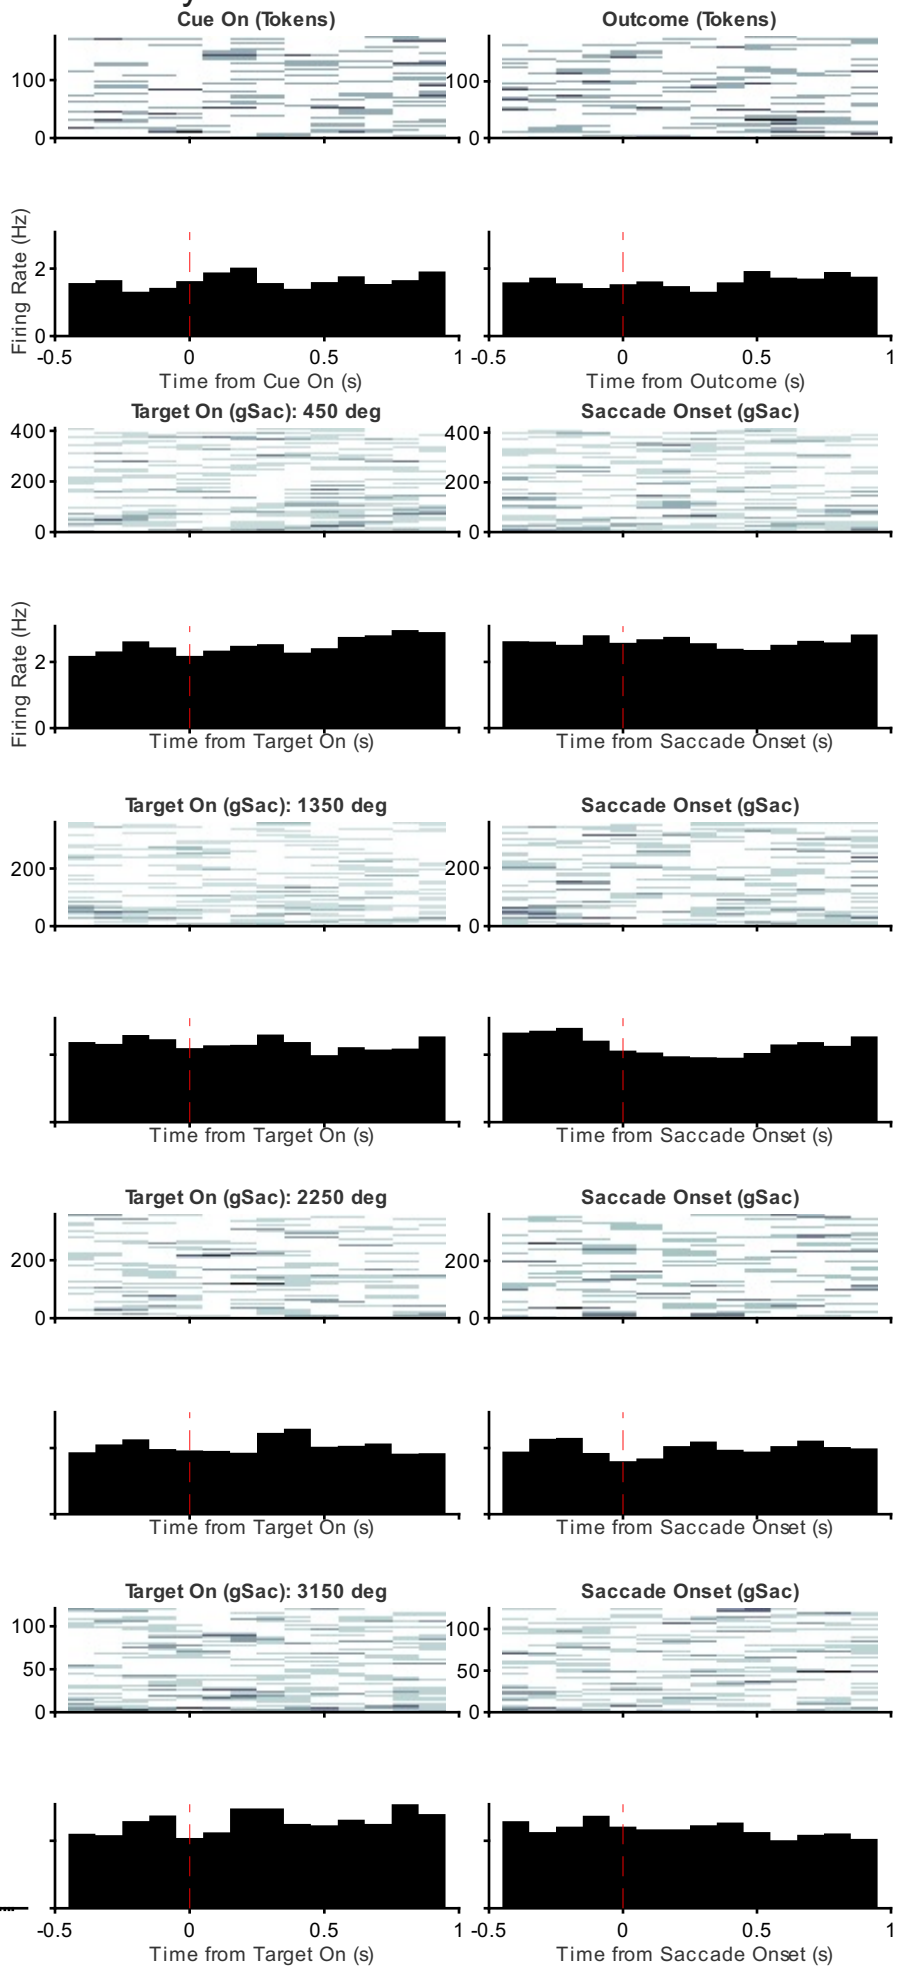 Cue On (Tokens) Outcome (Tokens)
100 100
0 0
Firing Rate (Hz)
2
0
-0.5 0 0.5 1 -0.5 0 0.5 1
Time from Cue On (s) Time from Outcome (s)
Target On (gSac): 450 deg Saccade Onset (gSac)
400 400
200 200
0 0
Firing Rate (Hz)
2
0
Time from Target On (s) Time from Saccade Onset (s)
Target On (gSac): 1350 deg Saccade Onset (gSac)
200 200
0 0
Time from Target On (s) Time from Saccade Onset (s)
Target On (gSac): 2250 deg Saccade Onset (gSac)
200 200
0 0
Time from Target On (s) Time from Saccade Onset (s)
Target On (gSac): 3150 deg Saccade Onset (gSac)
100 100
50 50
0 0
-0.5 0 0.5 1 -0.5 0 0.5 1
Time from Target On (s) Time from Saccade Onset (s)